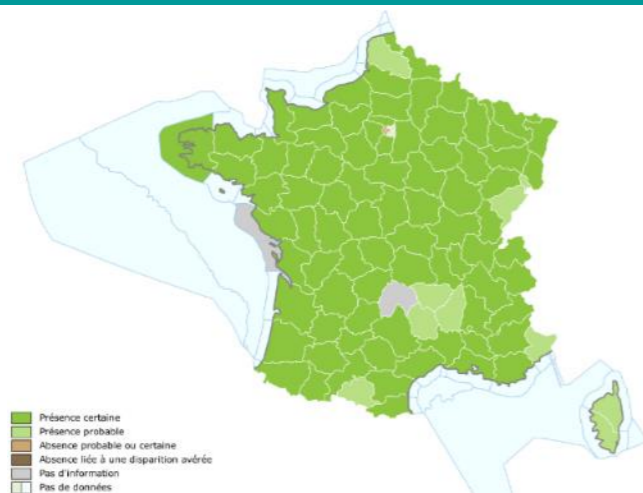 Présence certaine
Présence probable
Absence probable ou certaine
Absence liée à une disparition avérée
Pas d'information
Pas de données